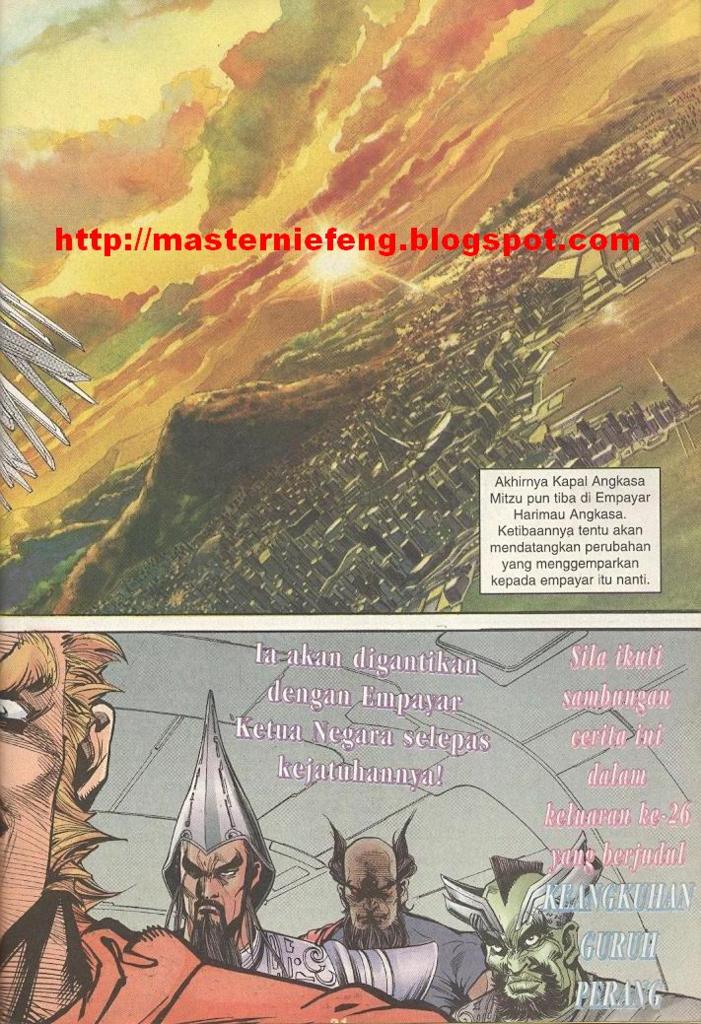 http://masterniefeng.blogspot.com
Akhirnya Kapal Angkasa
Mitzu pun tiba di Empayar
Harimau Angkasa.
Ketibaannya tentu akan
mendatangkan perubahan
yang menggemparkan
kepada empayar itu nanti.
Ia akan digantikan
dengan Empayar
Ketua Negara selepas
kejatuhannya!
Sila ikuti
sambungan
cerita ini
dalam
keluaran ke-26
yang berjudul
KEANGKUHAN
GURUH
PERANG